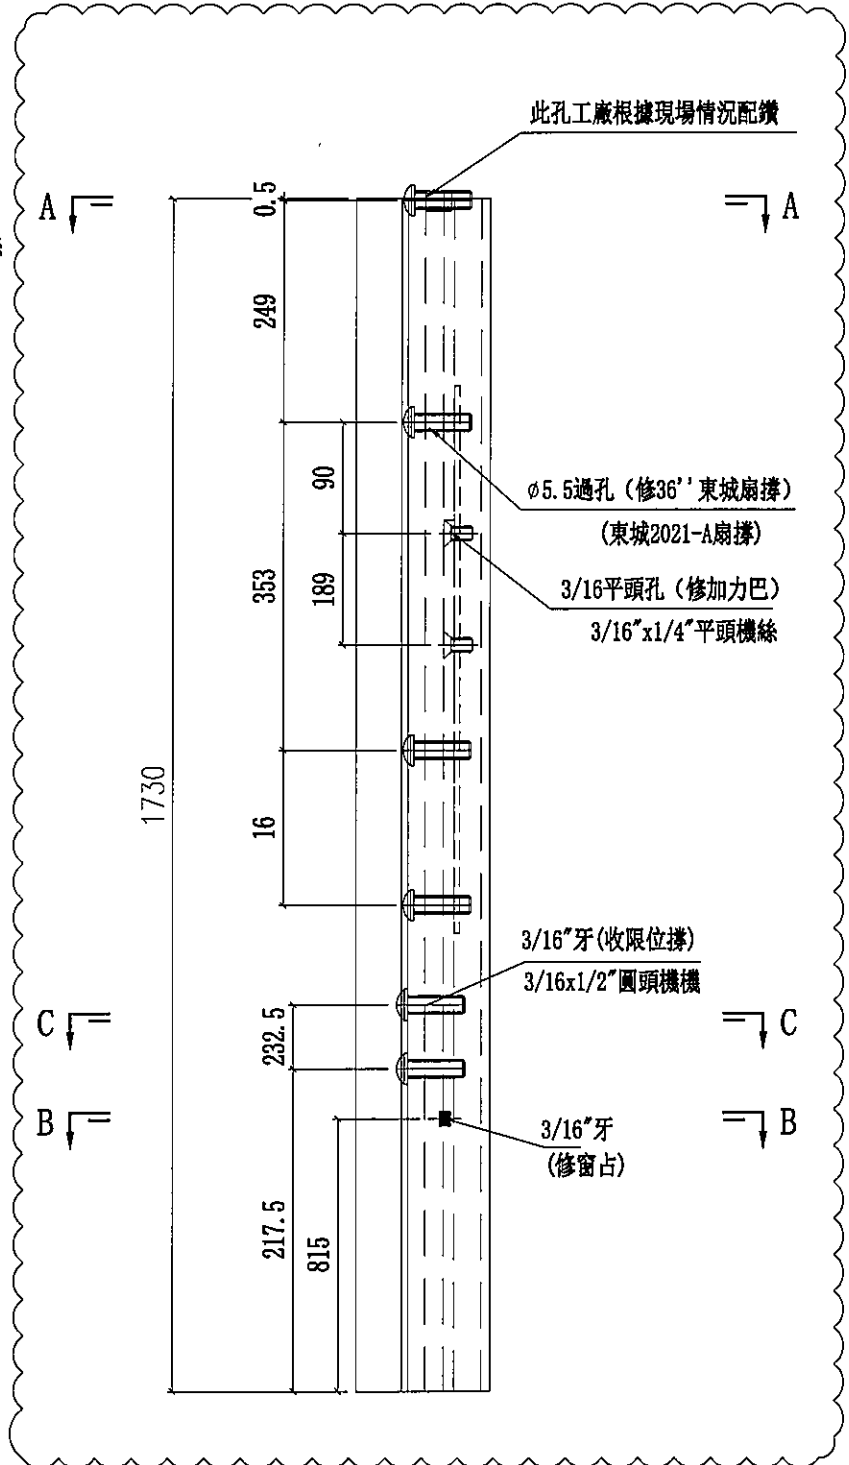 此孔工廠根據現場情況配鑽
A
A
0.5
249
90
ø5.5過孔（修36''東城扇撐）
(東城2021-A扇撐)
353
189
3/16平頭孔（修加力巴）
3/16"x1/4"平頭機絲
1730
16
3/16"牙(收限位撐)
3/16x1/2"圓頭機機
C
C
232.5
B
B
3/16"牙
(修窗占)
217.5
815